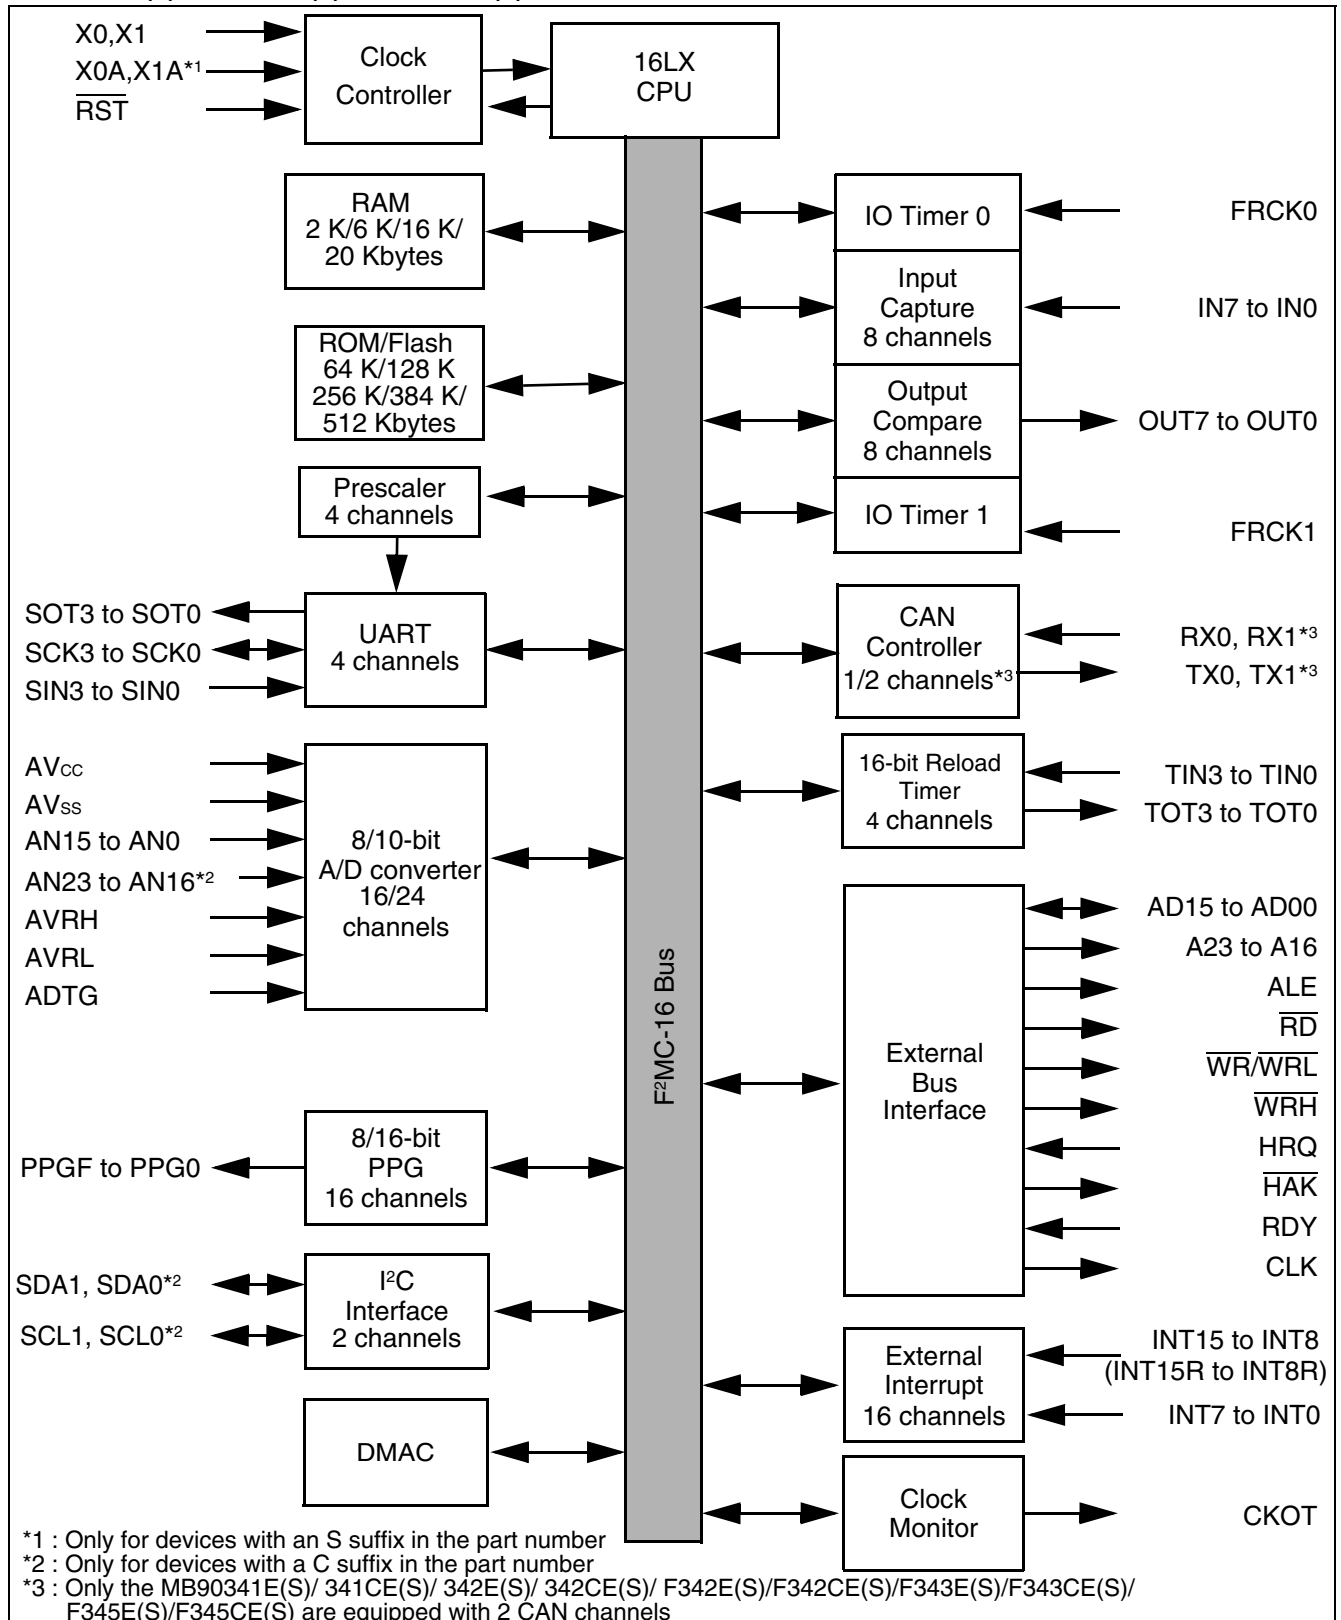 X0,X1
X0A,X1A*1
RST
Clock
Controller
16LX
CPU
RAM
2 K/6 K/16 K/
20 Kbytes
ROM/Flash
64 K/128 K
256 K/384 K/
512 Kbytes
Prescaler
4 channels
SOT3 to SOT0
SCK3 to SCK0
SIN3 to SIN0
UART
4 channels
AVCC
AVSS
AN15 to AN0
AN23 to AN16*2
AVRH
AVRL
ADTG
8/10-bit
A/D converter
16/24
channels
PPGF to PPG0
8/16-bit
PPG
16 channels
SDA1, SDA0*2
SCL1, SCL0*2
I2C
Interface
2 channels
DMAC
F2MC-16 Bus
IO Timer 0
FRCK0
Input
Capture
8 channels
IN7 to IN0
Output
Compare
8 channels
OUT7 to OUT0
IO Timer 1
FRCK1
CAN
Controller
1/2 channels*3
RX0, RX1*3
TX0, TX1*3
16-bit Reload
Timer
4 channels
TIN3 to TIN0
TOT3 to TOT0
External
Bus
Interface
AD15 to AD00
A23 to A16
ALE
RD
WR/WRL
WRH
HRQ
HAK
RDY
CLK
External
Interrupt
16 channels
INT15 to INT8
(INT15R to INT8R)
INT7 to INT0
Clock
Monitor
CKOT
*1 : Only for devices with an S suffix in the part number
*2 : Only for devices with a C suffix in the part number
*3 : Only the MB90341E(S)/ 341CE(S)/ 342E(S)/ 342CE(S)/ F342E(S)/F342CE(S)/F343E(S)/F343CE(S)/
F345E(S)/F345CE(S) are equipped with 2 CAN channels